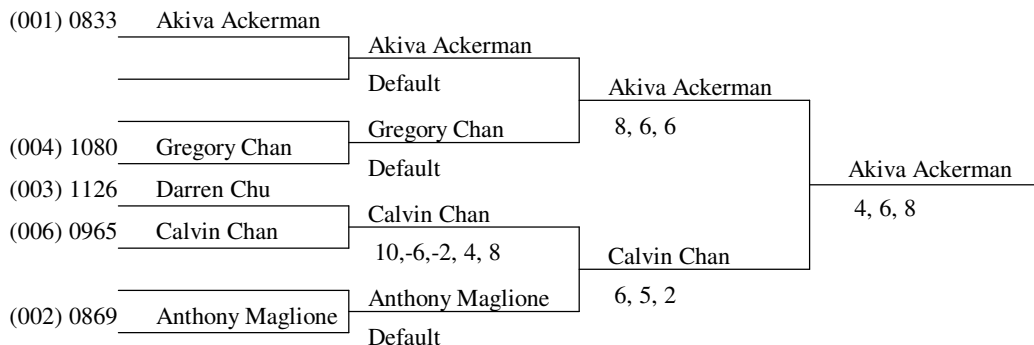 (001) 0833 Akiva Ackerman
Akiva Ackerman
Default
Akiva Ackerman
8, 6, 6
Gregory Chan
(004) 1080 Gregory Chan
Default
(003) 1126 Darren Chu
Akiva Ackerman
4, 6, 8
Calvin Chan
(006) 0965 Calvin Chan
10,-6,-2, 4, 8
Calvin Chan
6, 5, 2
Anthony Maglione
(002) 0869 Anthony Maglione
Default